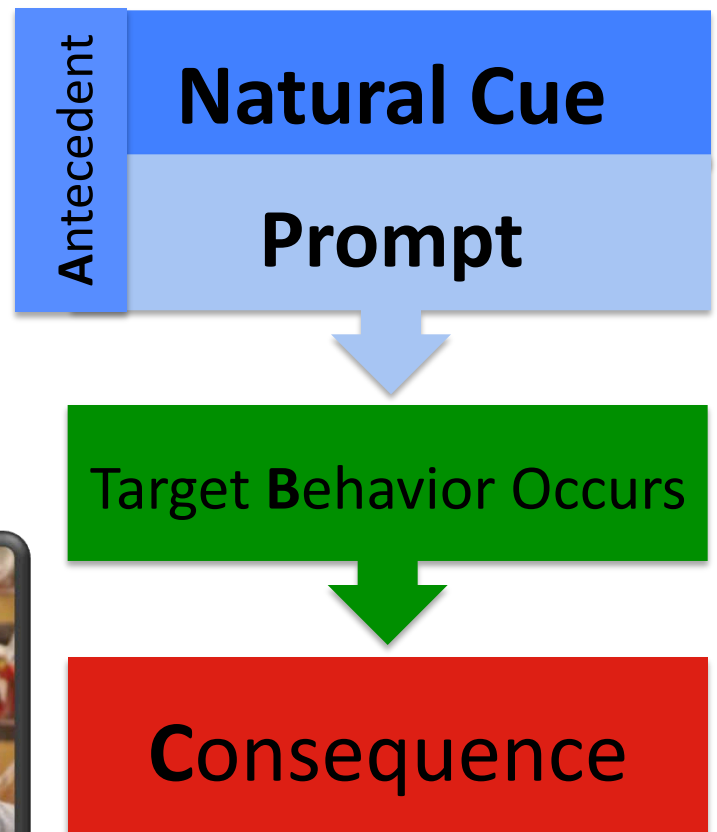 Antecedent
Natural Cue
Prompt
Target Behavior Occurs
Consequence